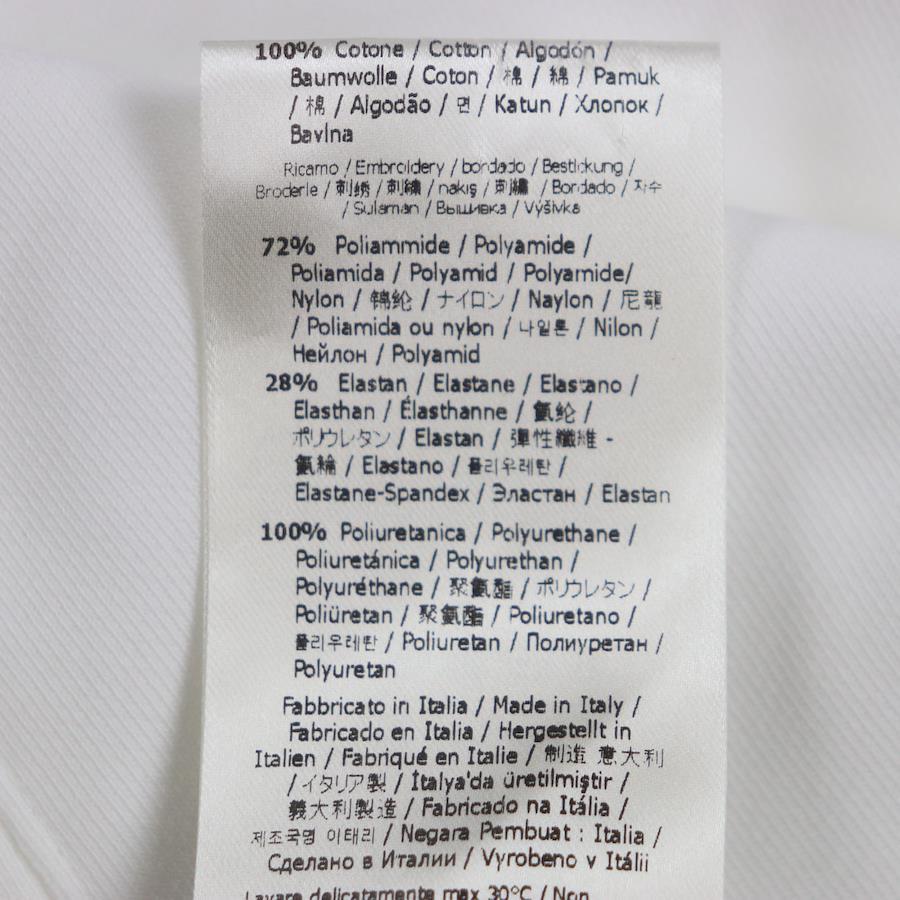 100% Cotone / Cotton / Algodón /
Baumwolle / Coton / 棉 / 綿 / Pamuk
/ 棉 / Algodão / 면 / Katun / Хлопок /
Bavlna
Ricamo / Embroidery / bordado / Bestickung /
Broderie / 刺绣 / 刺繍 / nakış / 刺繡 / Bordado / 자수
/ Sulaman / Вышивка / Výšivka
72% Poliammide / Polyamide /
Poliamida / Polyamid / Polyamide/
Nylon / 锦纶 / ナイロン / Naylon / 尼龍
/ Poliamida ou nylon / 나일론 / Nilon /
Нейлон / Polyamid
28% Elastan / Elastane / Elastano /
Elasthan / Élasthanne / 氨纶 /
ポリウレタン / Elastan / 彈性纖維 -
氨綸 / Elastano / 폴리우레탄 /
Elastane-Spandex / Эластан / Elastan
100% Poliuretanica / Polyurethane /
Poliuretánica / Polyurethan /
Polyuréthane / 聚氨酯 / ポリウレタン /
Poliüretan / 聚氨酯 / Poliuretano /
폴리우레탄 / Poliuretan / Полиуретан /
Polyuretan
Fabbricato in Italia / Made in Italy /
Fabricado en Italia / Hergestellt in
Italien / Fabriqué en Italie / 制造 意大利
/ イタリア製 / İtalya'da üretilmiştir /
義大利製造 / Fabricado na Itália /
제조국명 이태리 / Negara Pembuat : Italia /
Сделано в Италии / Vyrobeno v Itálii
Lavare delicatamente max 30°C / Non